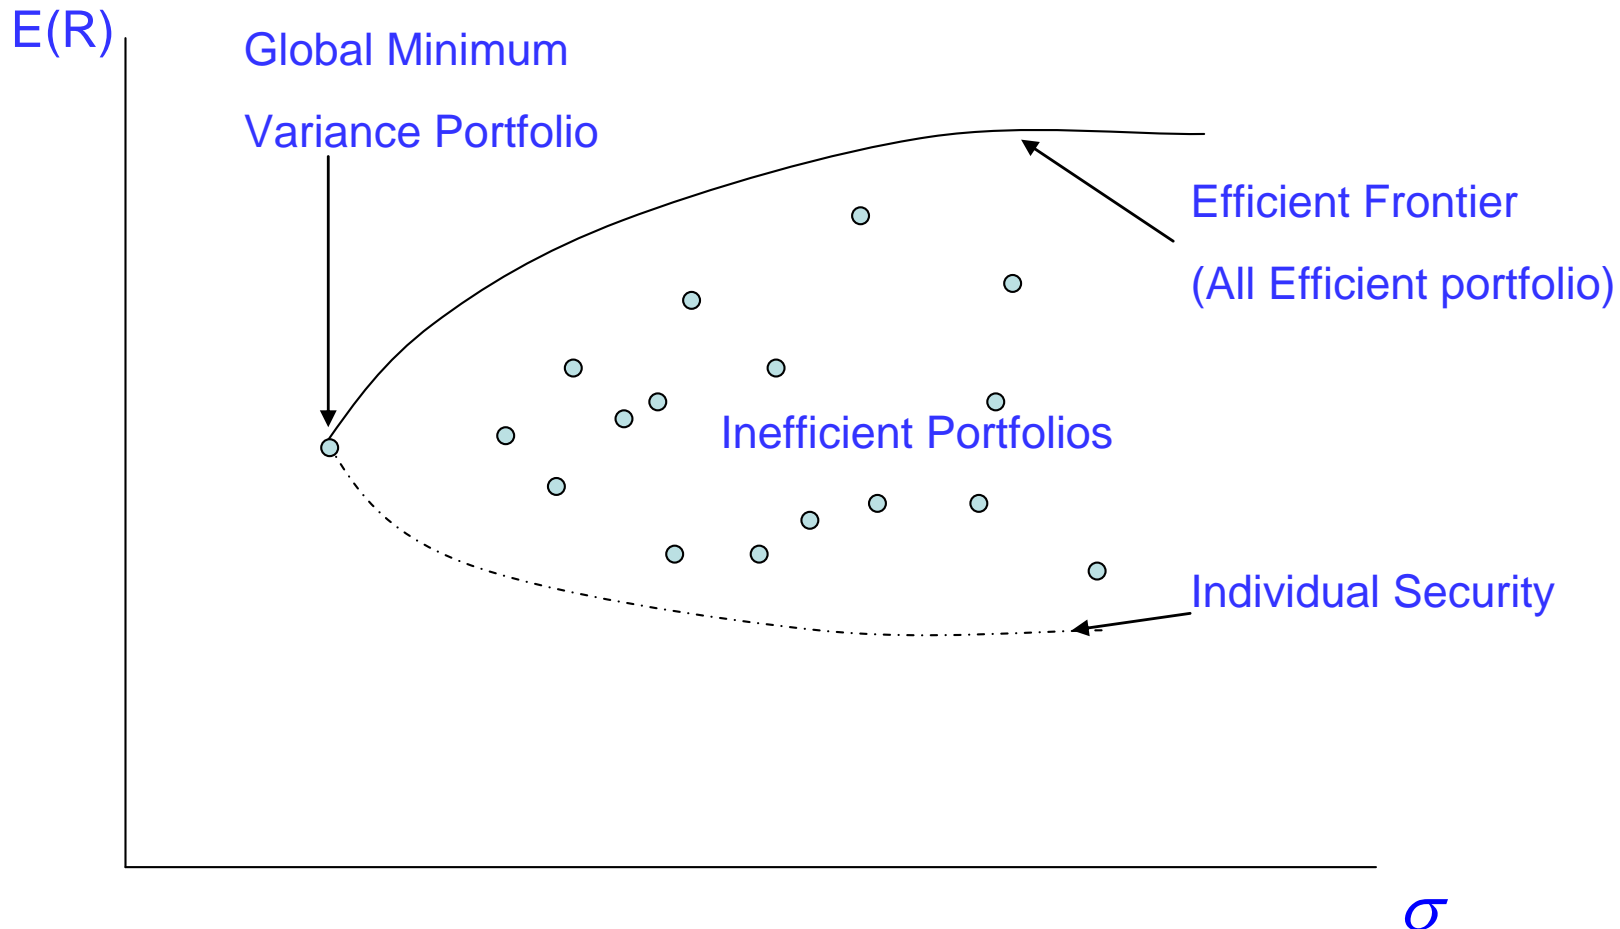 E(R)
Global Minimum
Variance Portfolio
Efficient Frontier
(All Efficient portfolio)
Inefficient Portfolios
Individual Security
σ